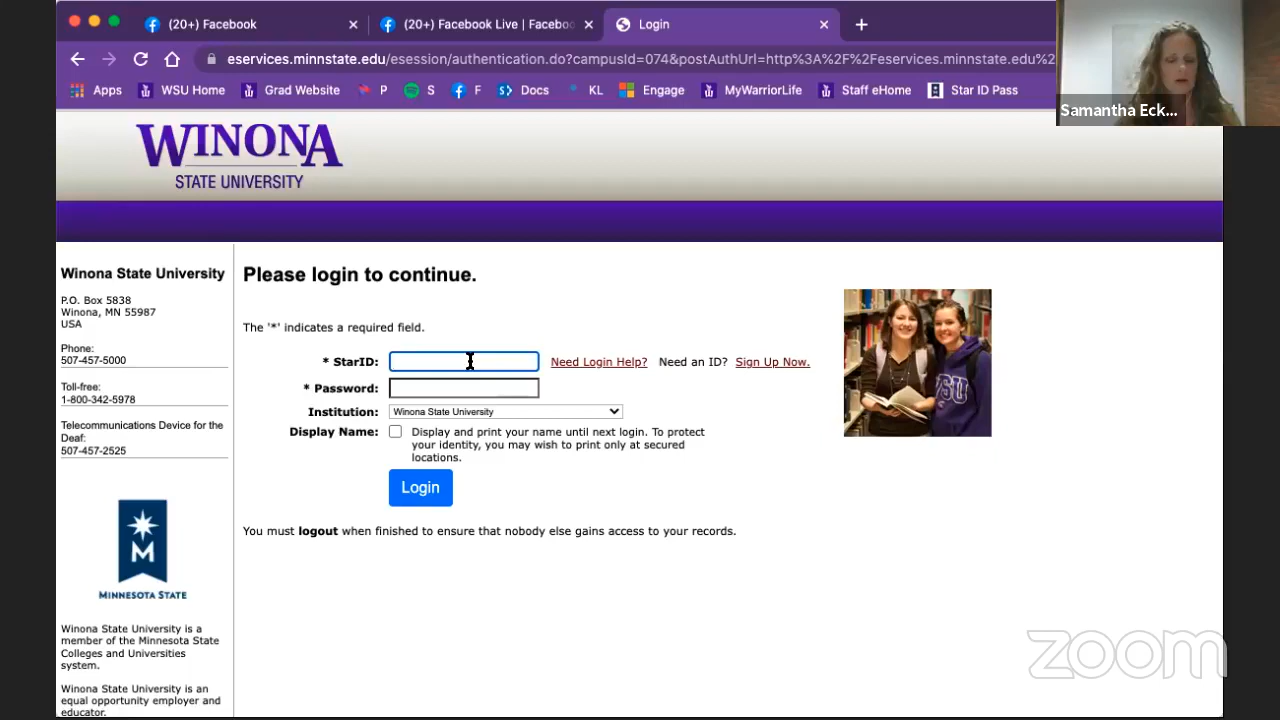 (20+) Facebook
(20+) Facebook Live | Facebo
Login
eservices.minnstate.edu/esession/authentication.do?campusId=074&postAuthUrl=http%3A%2F%2Feservices.minnstate.edu%2
Apps
WSU Home
Grad Website
P
S
F
Docs
KL
Engage
MyWarriorLife
Staff eHome
Star ID Pass
Samantha Eck...
WINONA
STATE UNIVERSITY
Winona State University
P.O. Box 5838
Winona, MN 55987
USA
Phone:
507-457-5000
Toll-free:
1-800-342-5978
Telecommunications Device for the
Deaf:
507-457-2525
M
MINNESOTA STATE
Winona State University is a
member of the Minnesota State
Colleges and Universities
system.
Winona State University is an
equal opportunity employer and
educator.
Please login to continue.
The '*' indicates a required field.
* StarID:
Need Login Help? Need an ID? Sign Up Now.
* Password:
Institution: Winona State University
Display Name: Display and print your name until next login. To protect
your identity, you may wish to print only at secured
locations.
Login
You must logout when finished to ensure that nobody else gains access to your records.
WSU
zoom